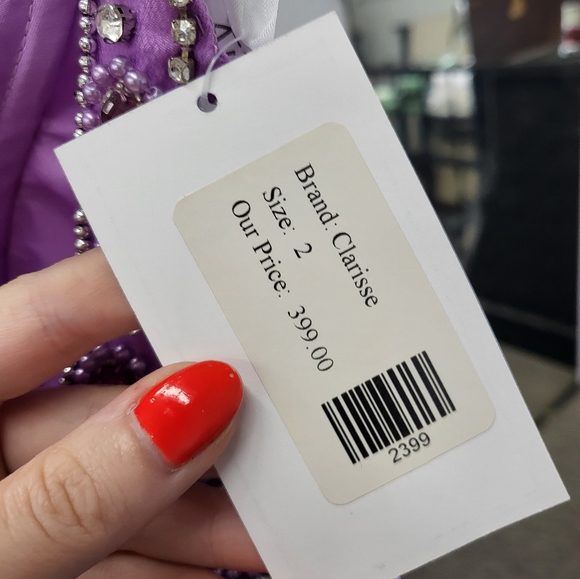 Brand: Clarisse
Size: 2
Our Price: 399.00
2399